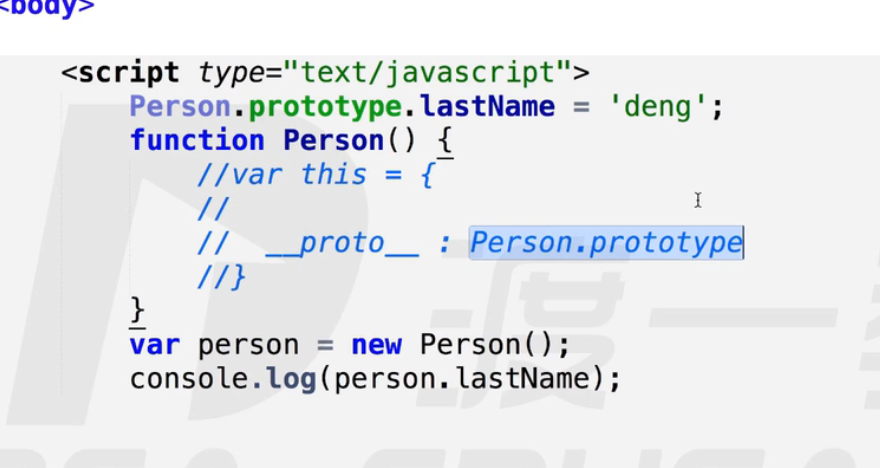 <body>
<script type="text/javascript">
Person.prototype.lastName = 'deng';
function Person() {
//var this = {
//
//  __proto__ : Person.prototype
//}
}
var person = new Person();
console.log(person.lastName);